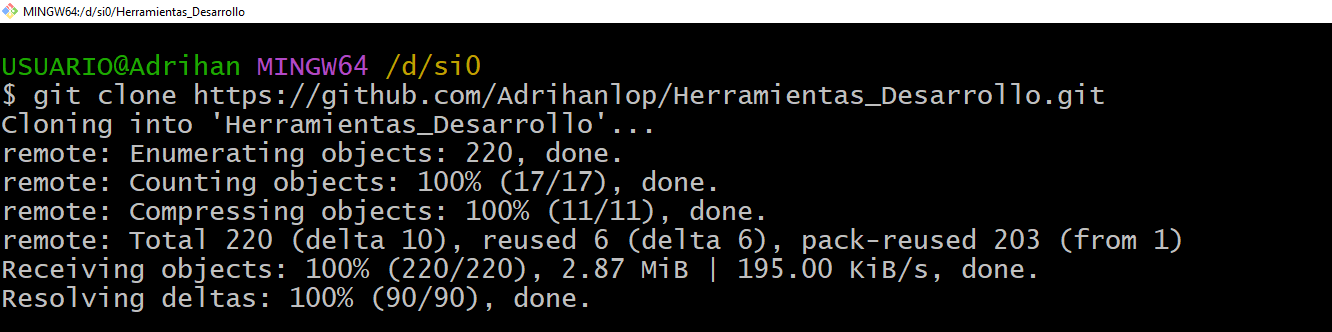 MINGW64:/d/si0/Herramientas_Desarrollo
USUARIO@Adrihan MINGW64 /d/si0
$ git clone https://github.com/Adrihanlop/Herramientas_Desarrollo.git
Cloning into 'Herramientas_Desarrollo'...
remote: Enumerating objects: 220, done.
remote: Counting objects: 100% (17/17), done.
remote: Compressing objects: 100% (11/11), done.
remote: Total 220 (delta 10), reused 6 (delta 6), pack-reused 203 (from 1)
Receiving objects: 100% (220/220), 2.87 MiB | 195.00 KiB/s, done.
Resolving deltas: 100% (90/90), done.